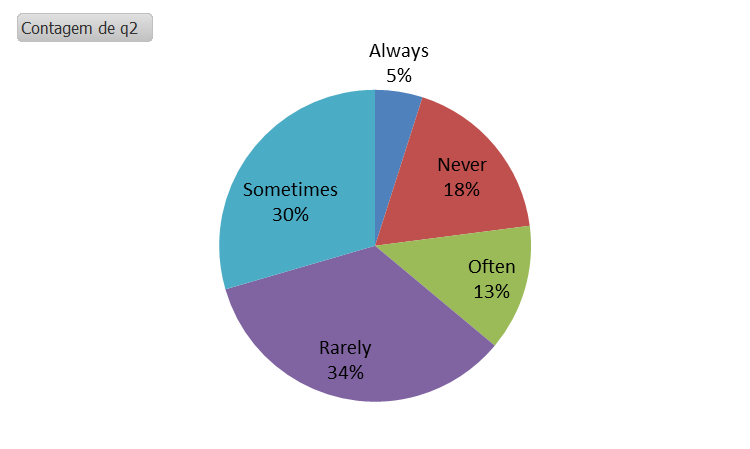 Contagem de q2
Always
5%
Never
18%
Often
13%
Rarely
34%
Sometimes
30%